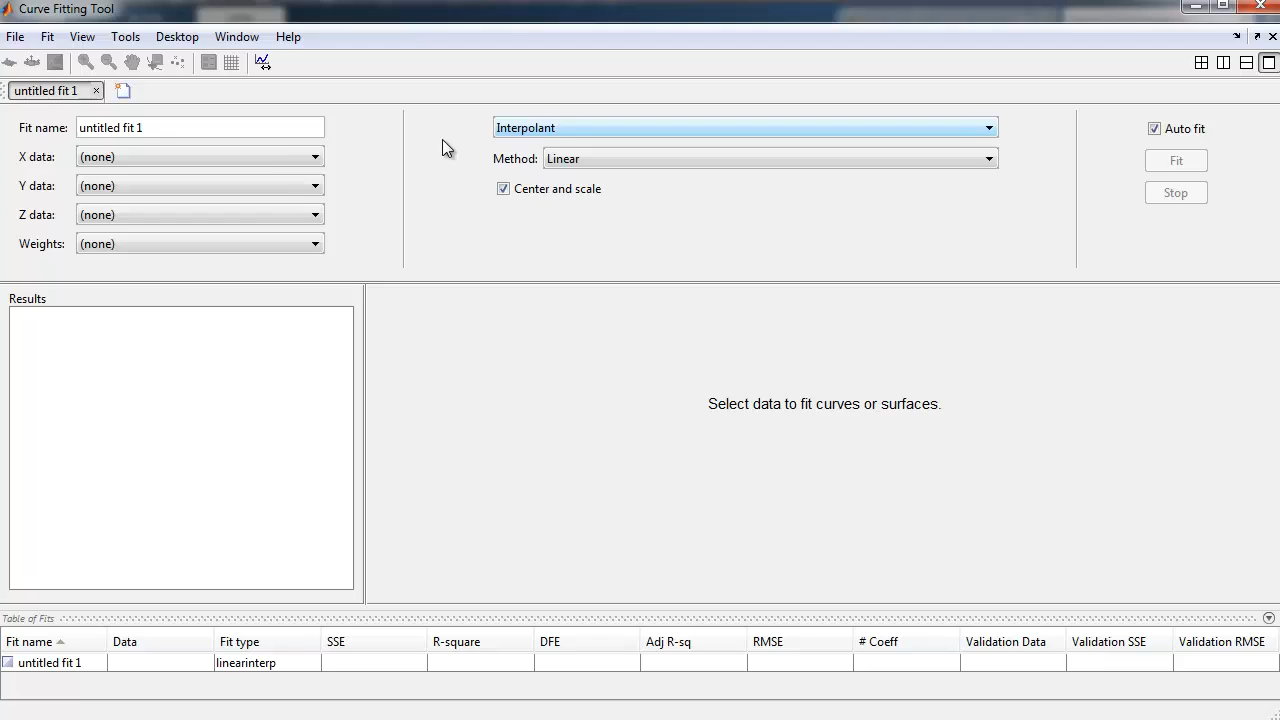 Curve Fitting Tool
File Fit View Tools Desktop Window Help
untitled fit 1
Fit name: untitled fit 1
X data: (none)
Y data: (none)
Z data: (none)
Weights: (none)
Interpolant
Method: Linear
Center and scale
Auto fit
Fit
Stop
Results
Select data to fit curves or surfaces.
Table of Fits
Fit name Data Fit type SSE R-square DFE Adj R-sq RMSE # Coeff Validation Data Validation SSE Validation RMSE
untitled fit 1 linearinterp